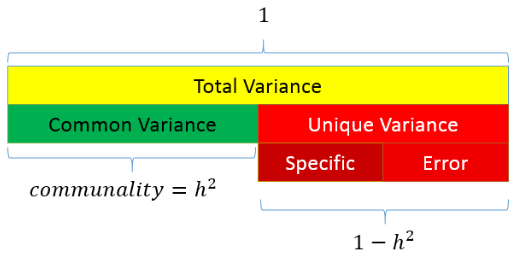 1
Total Variance
Common Variance Unique Variance
Specific Error
communality = h²
1 − h²